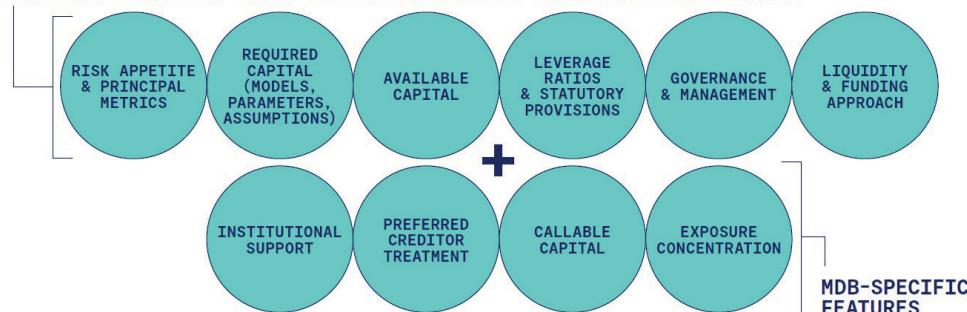 RISK APPETITE
& PRINCIPAL
METRICS
REQUIRED
CAPITAL
(MODELS,
PARAMETERS,
ASSUMPTIONS)
AVAILABLE
CAPITAL
LEVERAGE
RATIOS
& STATUTORY
PROVISIONS
GOVERNANCE
& MANAGEMENT
LIQUIDITY
& FUNDING
APPROACH
+
INSTITUTIONAL
SUPPORT
PREFERRED
CREDITOR
TREATMENT
CALLABLE
CAPITAL
EXPOSURE
CONCENTRATION
MDB-SPECIFIC
FEATURES